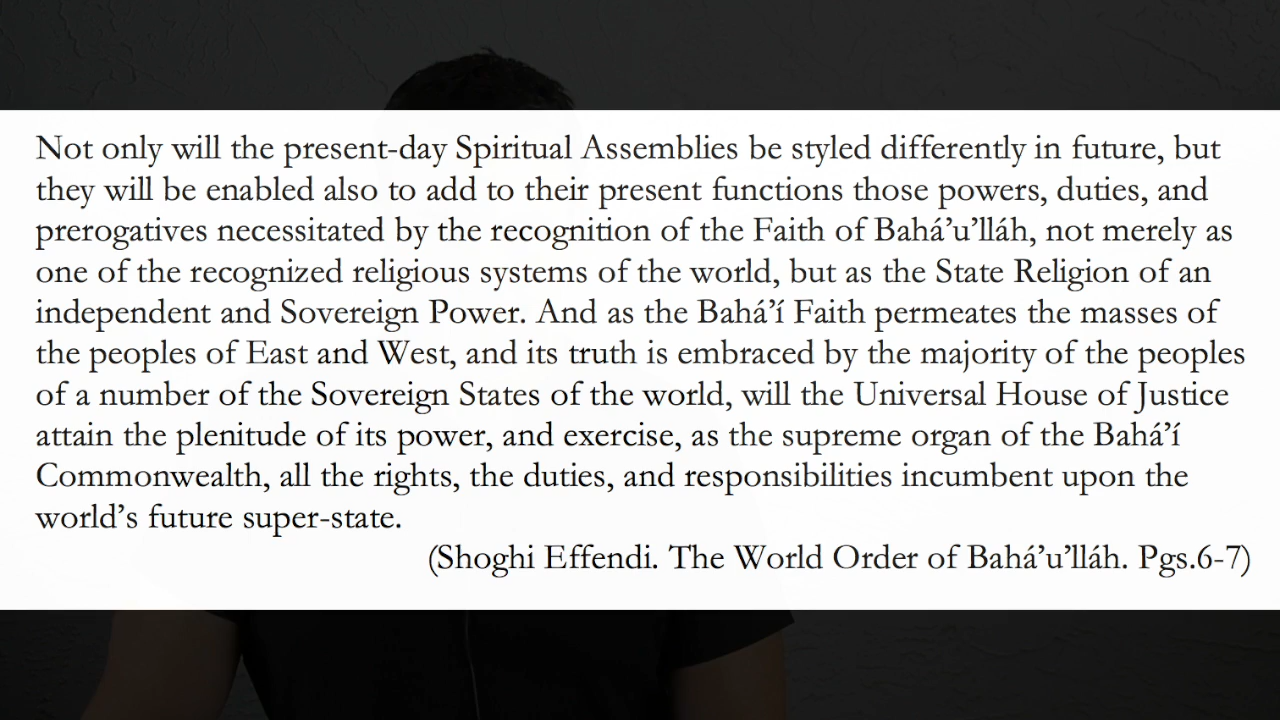 Not only will the present-day Spiritual Assemblies be styled differently in future, but
they will be enabled also to add to their present functions those powers, duties, and
prerogatives necessitated by the recognition of the Faith of Bahá’u’lláh, not merely as
one of the recognized religious systems of the world, but as the State Religion of an
independent and Sovereign Power. And as the Bahá’í Faith permeates the masses of
the peoples of East and West, and its truth is embraced by the majority of the peoples
of a number of the Sovereign States of the world, will the Universal House of Justice
attain the plenitude of its power, and exercise, as the supreme organ of the Bahá’í
Commonwealth, all the rights, the duties, and responsibilities incumbent upon the
world’s future super-state.
(Shoghi Effendi. The World Order of Bahá’u’lláh. Pgs.6-7)